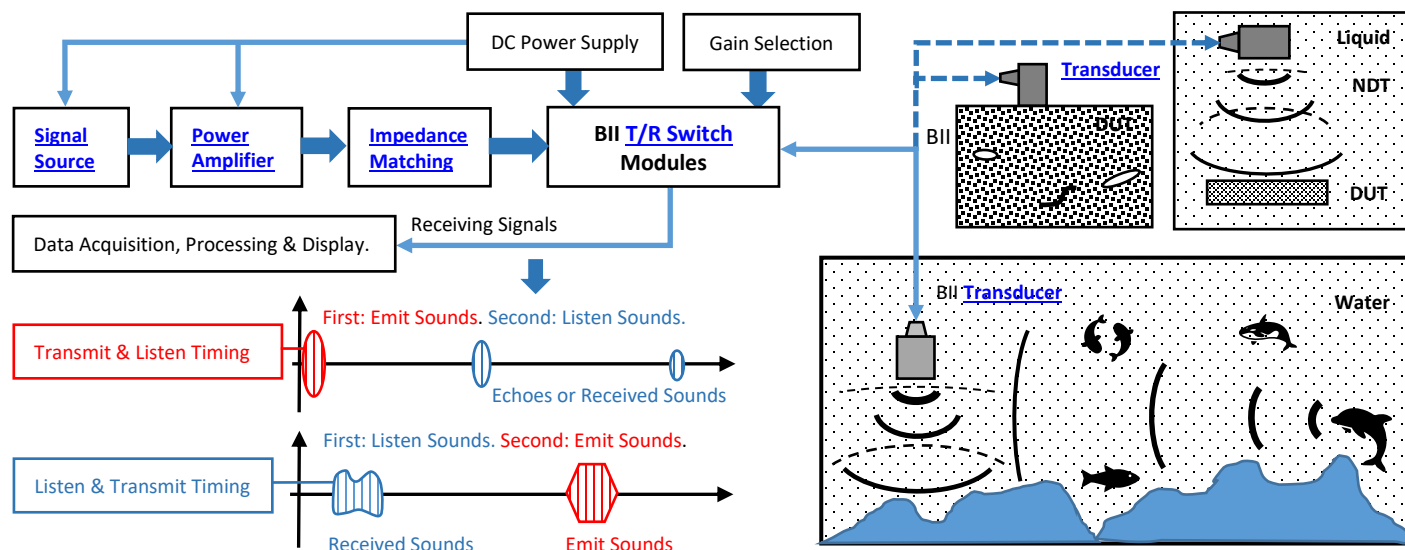 DC Power Supply
Gain Selection
Signal
Source
Power
Amplifier
Impedance
Matching
BII T/R Switch
Modules
Receiving Signals
Data Acquisition, Processing & Display.
Transducer
BII
DUT
Liquid
NDT
DUT
First: Emit Sounds. Second: Listen Sounds.
Transmit & Listen Timing
Echoes or Received Sounds
First: Listen Sounds. Second: Emit Sounds.
Listen & Transmit Timing
Received Sounds
Emit Sounds
BII Transducer
Water